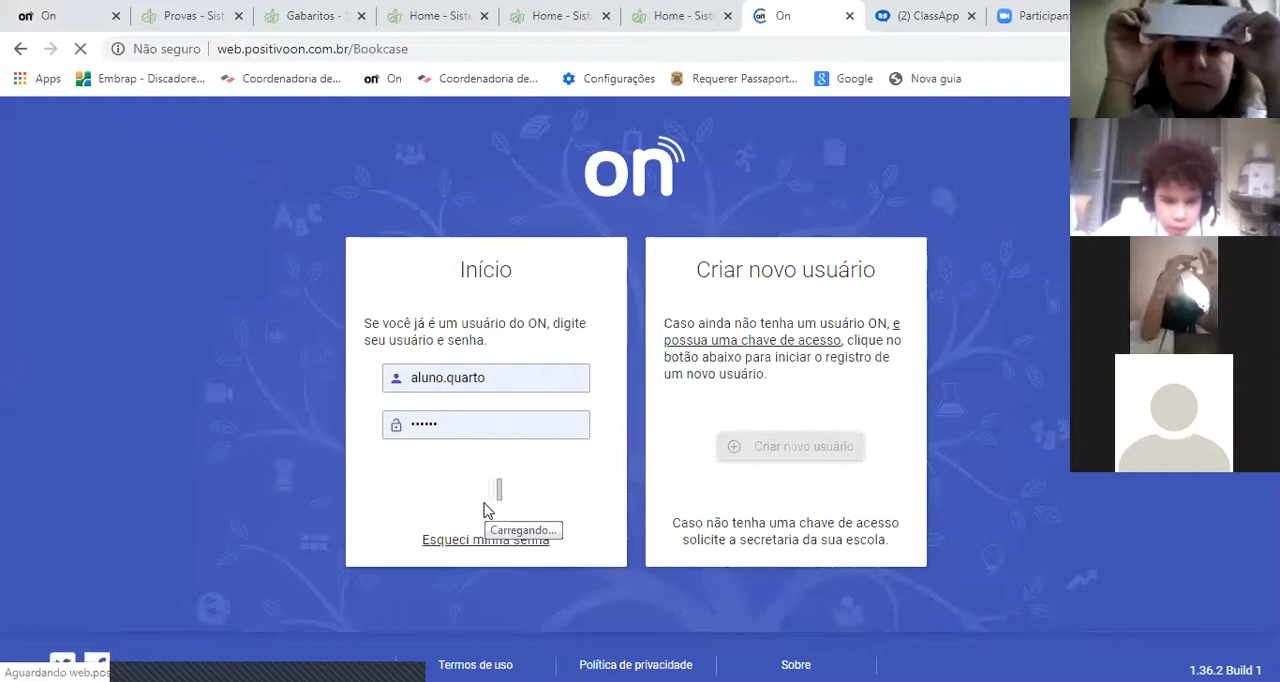 On
Provas - Sist
Gabaritos - S
Home - Siste
Home - Siste
Home - Siste
On
(2) ClassApp
Participant
Não seguro
web.positivoon.com.br/Bookcase
Apps
Embrap - Discadore...
Coordenadoria de...
on
On
Coordenadoria de...
Configurações
Requerer Passaport...
Google
Nova guia
on
Início
Se você já é um usuário do ON, digite
seu usuário e senha.
aluno.quarto
••••••
Carregando...
Esqueci minha senha
Criar novo usuário
Caso ainda não tenha um usuário ON, e
possua uma chave de acesso, clique no
botão abaixo para iniciar o registro de
um novo usuário.
Criar novo usuário
Caso não tenha uma chave de acesso
solicite a secretaria da sua escola.
Aguardando web.pos
Termos de uso
Política de privacidade
Sobre
1.36.2 Build 1